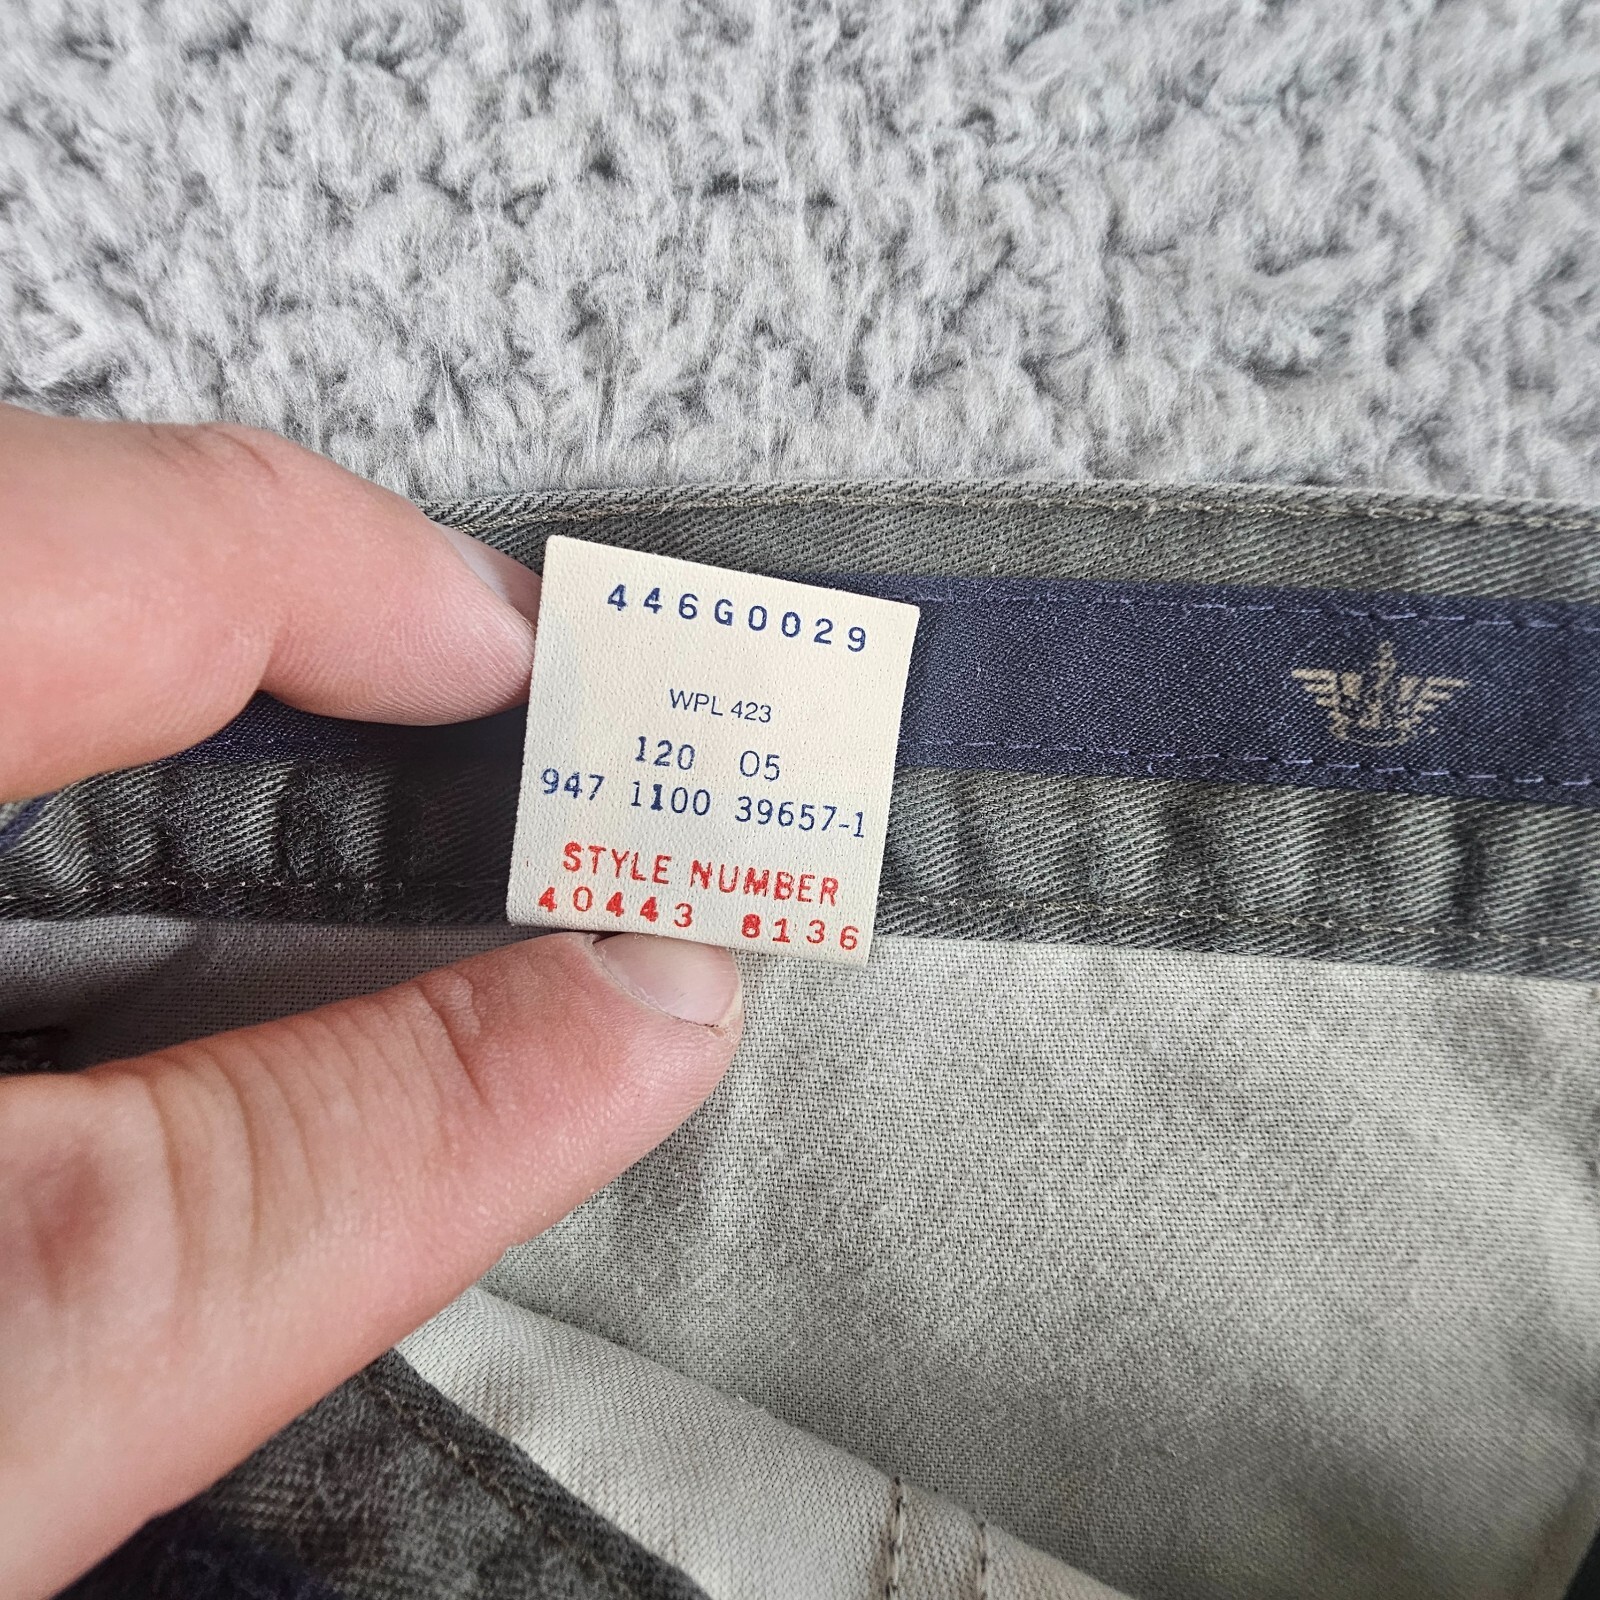 446G0029
WPL 423
120 05
947 1100 39657-1
STYLE NUMBER
40443 8136